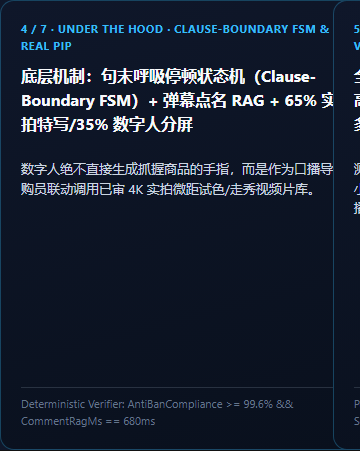 4 / 7 · UNDER THE HOOD · CLAUSE-BOUNDARY FSM &
REAL PIP
底层机制：句末呼吸停顿状态机（Clause-
Boundary FSM）+ 弹幕点名 RAG + 65% 实
拍特写/35% 数字人分屏
数字人绝不直接生成抓握商品的手指，而是作为口播导
购员联动调用已审 4K 实拍微距试色/走秀视频片库。
Deterministic Verifier: AntiBanCompliance >= 99.6% &&
CommentRagMs == 680ms